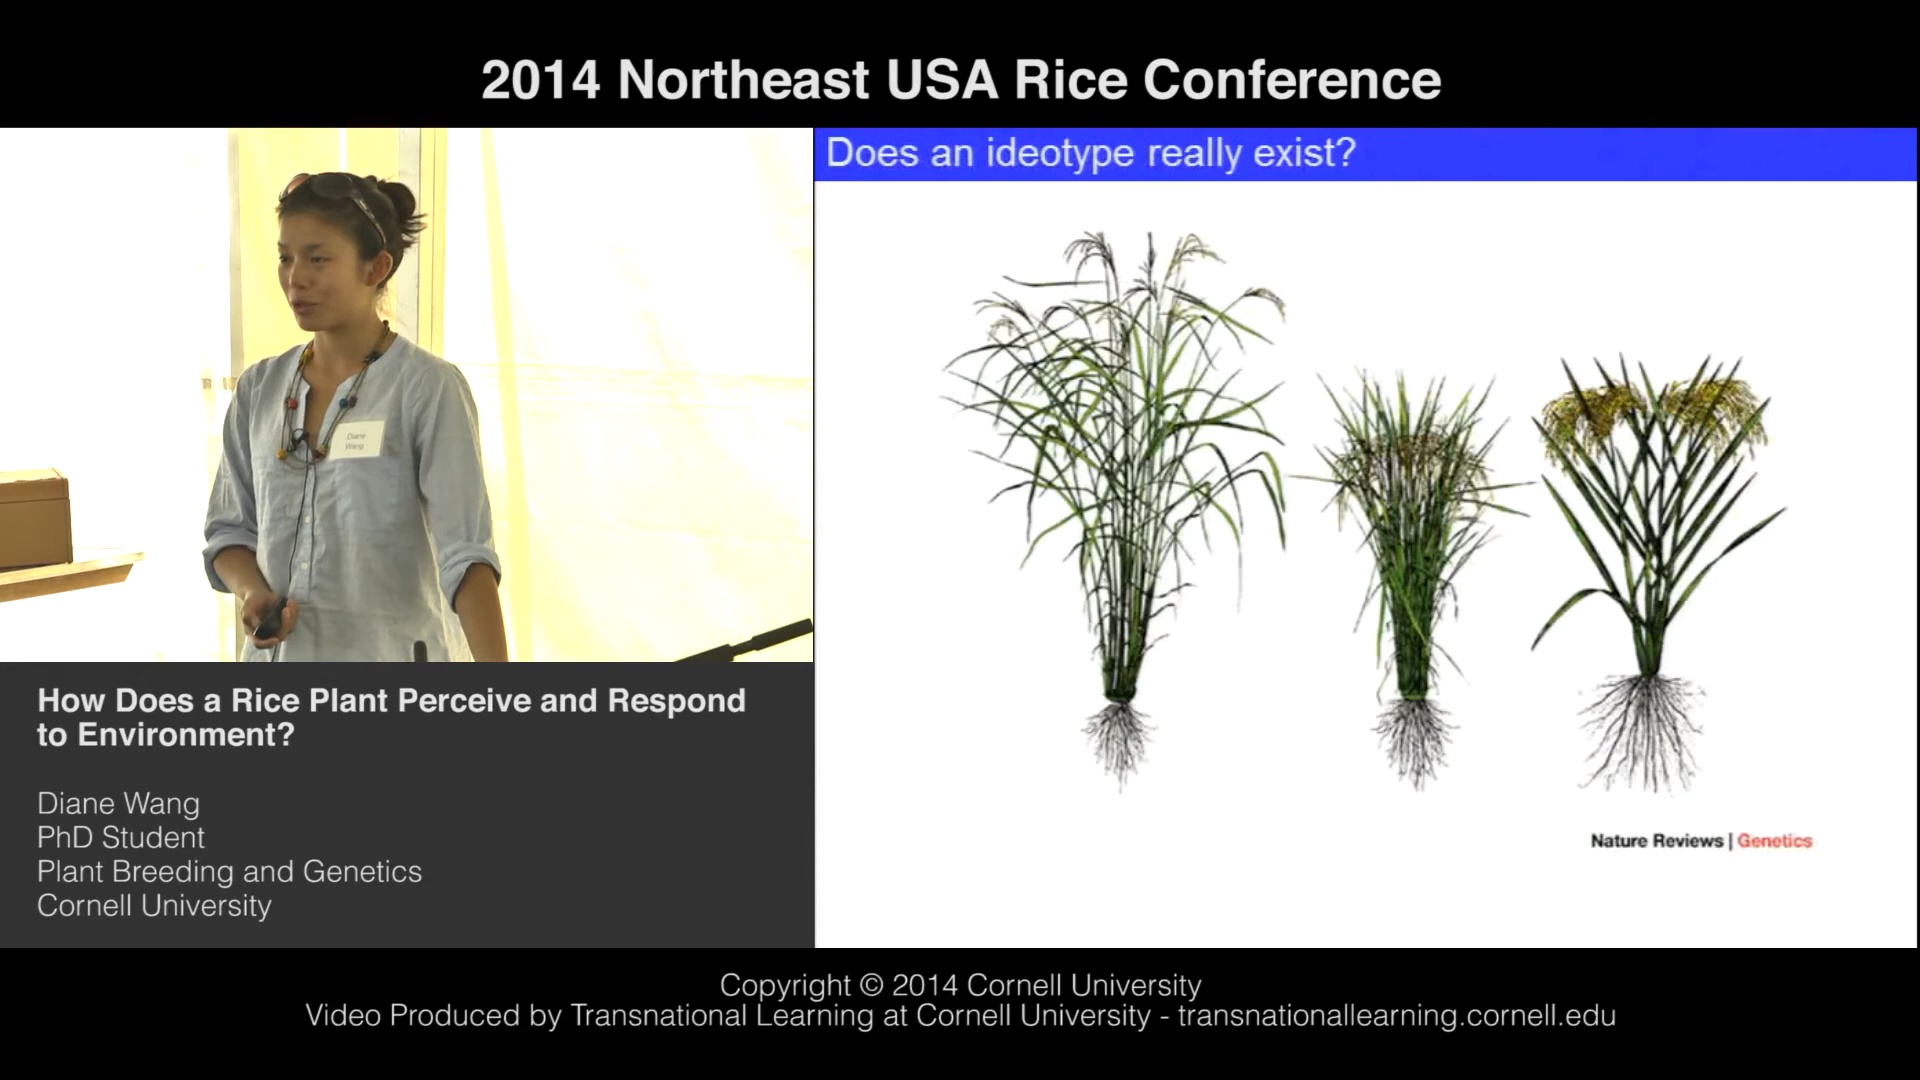 2014 Northeast USA Rice Conference
Does an ideotype really exist?
Diane
Wang
Nature Reviews | Genetics
How Does a Rice Plant Perceive and Respond
to Environment?
Diane Wang
PhD Student
Plant Breeding and Genetics
Cornell University
Copyright © 2014 Cornell University
Video Produced by Transnational Learning at Cornell University - transnationallearning.cornell.edu